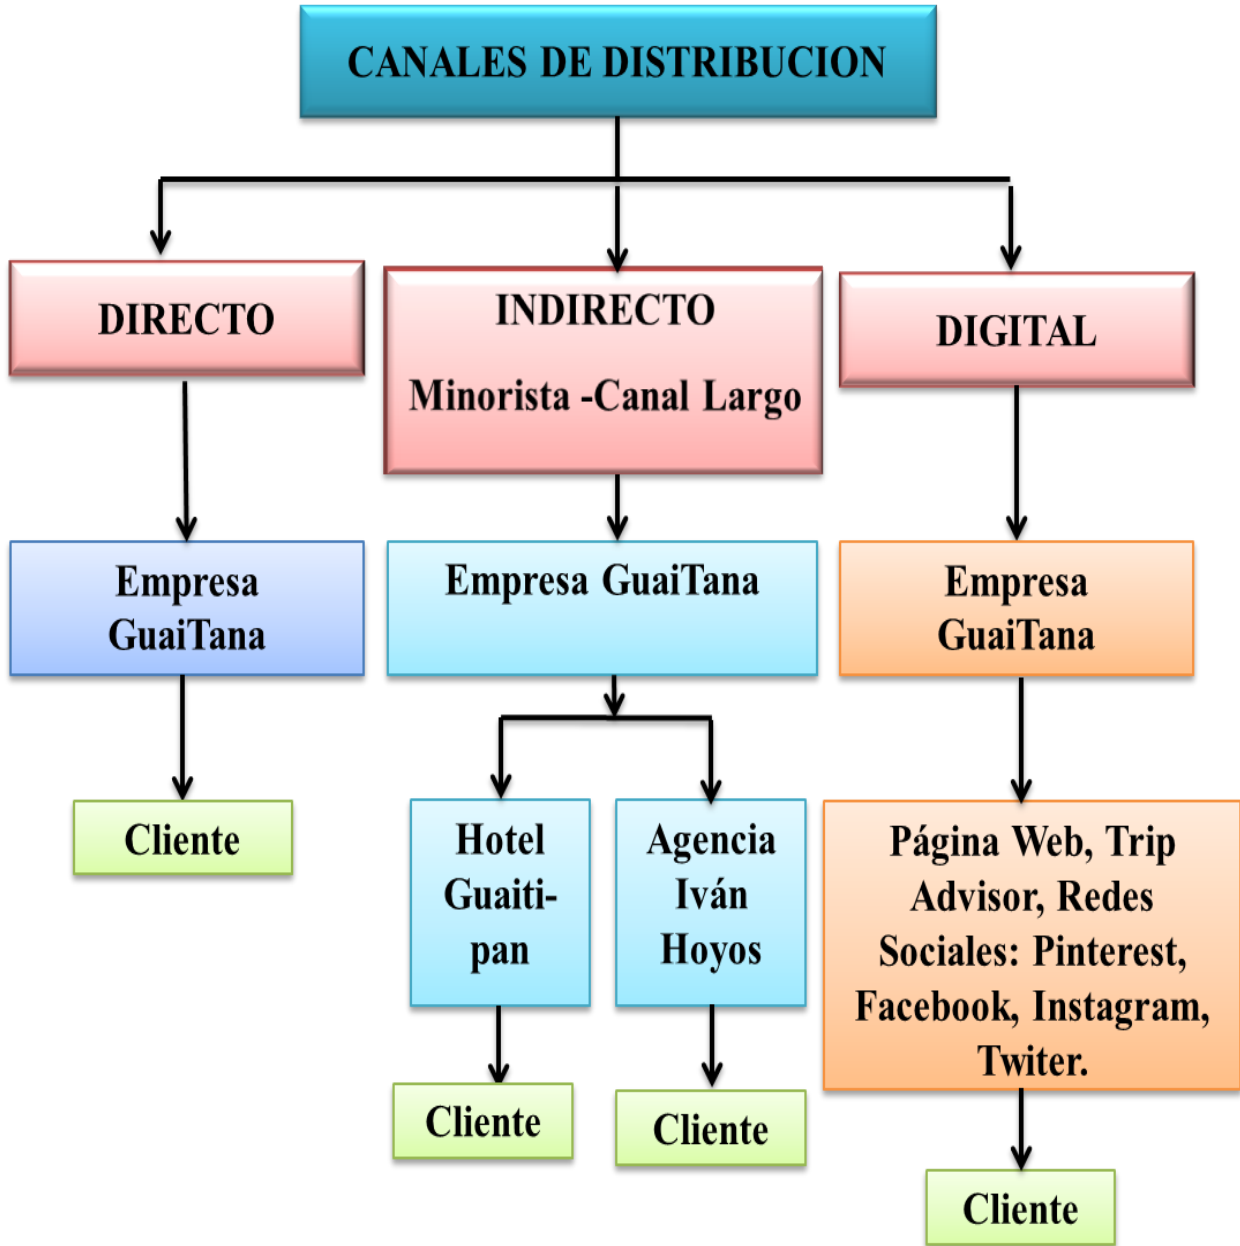 CANALES DE DISTRIBUCION
DIRECTO
INDIRECTO
Minorista -Canal Largo
DIGITAL
Empresa
GuaiTana
Empresa GuaiTana
Empresa
GuaiTana
Cliente
Hotel
Guaiti-
pan
Agencia
Iván
Hoyos
Página Web, Trip
Advisor, Redes
Sociales: Pinterest,
Facebook, Instagram,
Twiter.
Cliente
Cliente
Cliente